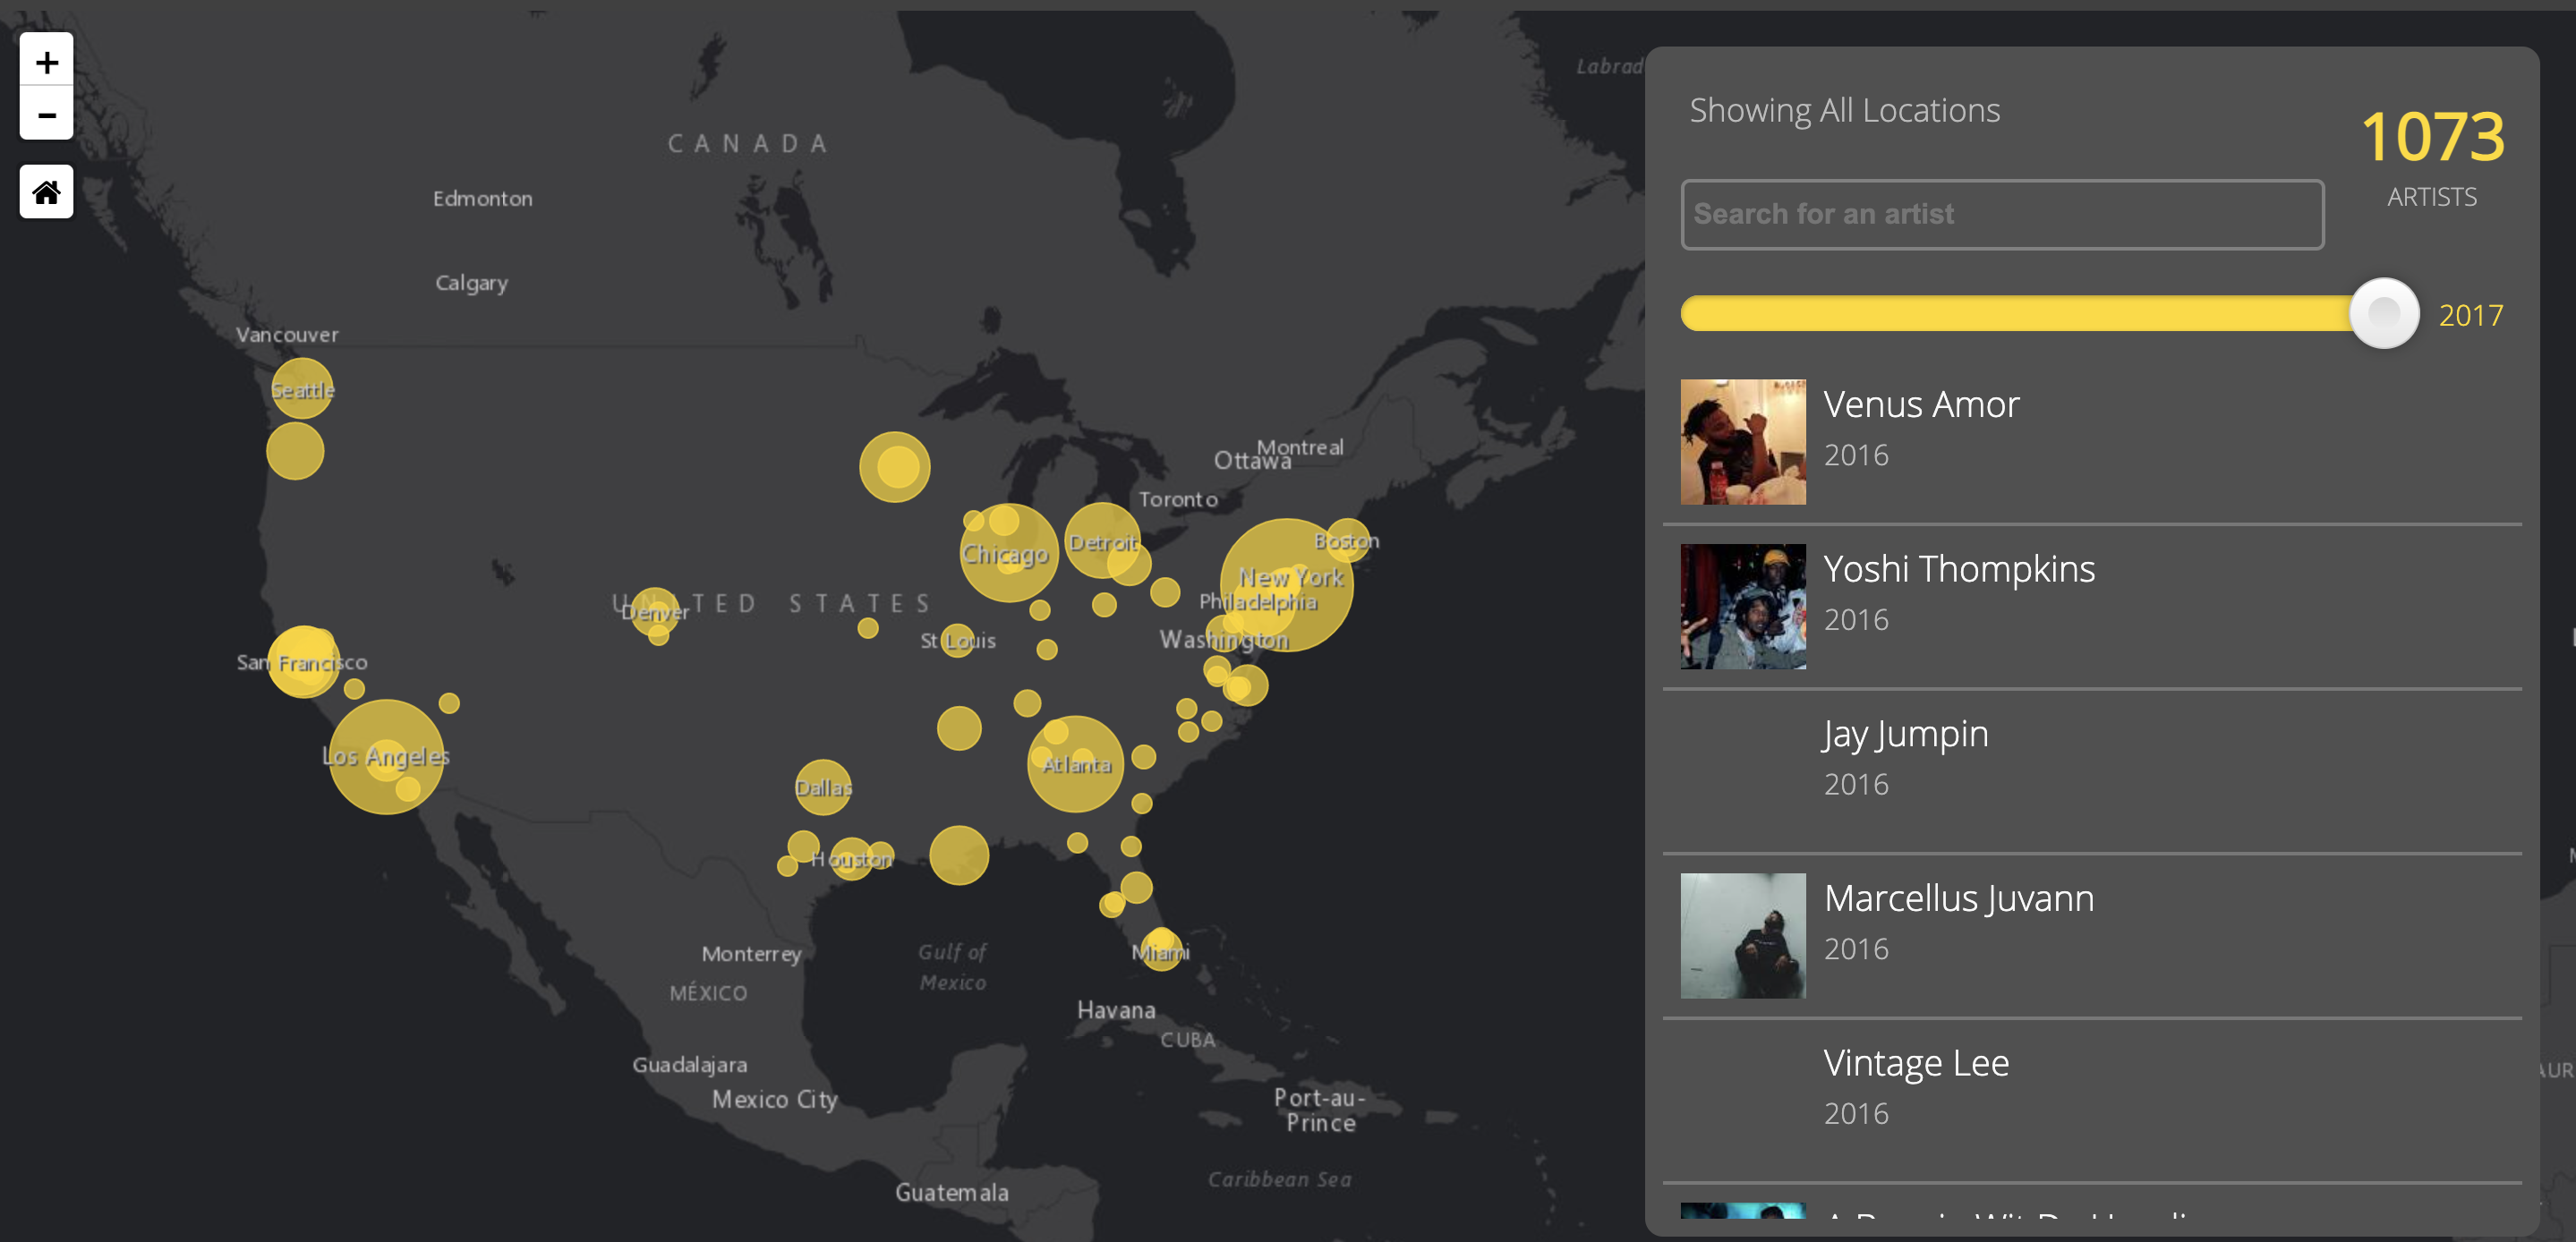 +
Labrad
Showing All Locations
1073
ARTISTS
-
CANADA
Search for an artist
Edmonton
Calgary
2017
Vancouver
Seattle
Venus Amor
2016
Montreal
Ottawa
Toronto
Boston
Detroit
Chicago
New York
Philadelphia
Yoshi Thompkins
2016
UNITED STATES
Denver
St Louis
Washington
San Francisco
Jay Jumpin
2016
Los Angeles
Atlanta
Dallas
Houston
Marcellus Juvann
2016
Miami
Monterrey
Gulf of
Mexico
MÉXICO
Havana
CUBA
Vintage Lee
2016
Guadalajara
Mexico City
Port-au-
Prince
AUR
Caribbean Sea
Guatemala